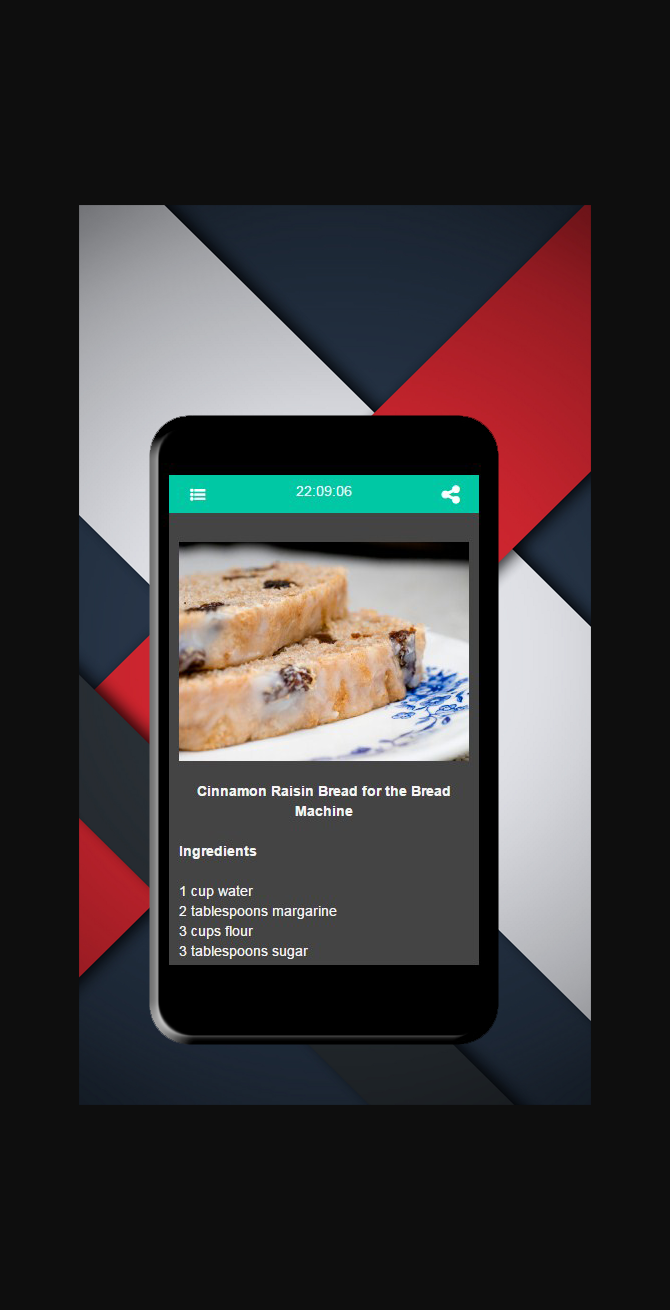 22:09:06
Cinnamon Raisin Bread for the Bread
Machine
Ingredients
1 cup water
2 tablespoons margarine
3 cups flour
3 tablespoons sugar